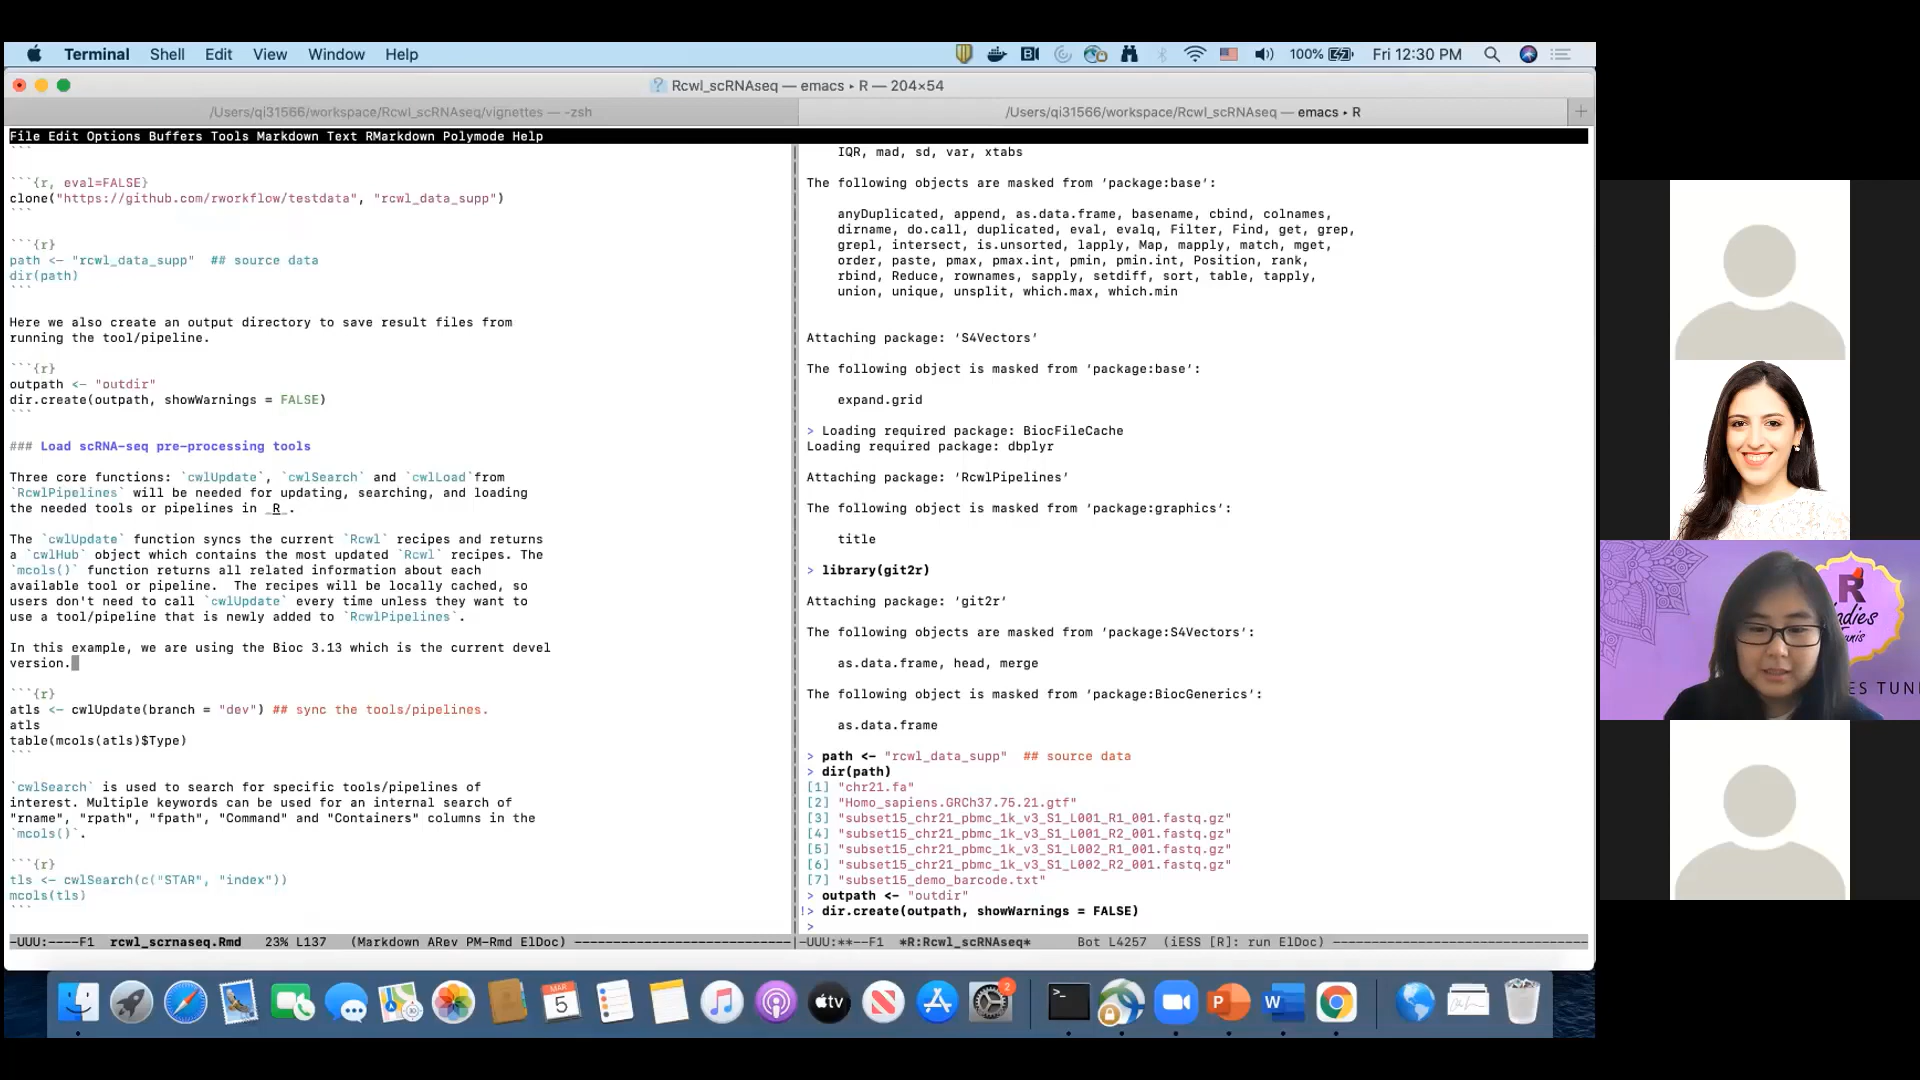 Terminal Shell Edit View Window Help 100% Fri 12:30 PM
Rcwl_scRNAseq — emacs ▸ R — 204×54
/Users/qi31566/workspace/Rcwl_scRNAseq/vignettes — -zsh
/Users/qi31566/workspace/Rcwl_scRNAseq — emacs ▸ R
File Edit Options Buffers Tools Markdown Text RMarkdown Polymode Help
```
```{r, eval=FALSE}
clone("https://github.com/rworkflow/testdata", "rcwl_data_supp")
```
```{r}
path <- "rcwl_data_supp"  ## source data
dir(path)
```
Here we also create an output directory to save result files from
running the tool/pipeline.
```{r}
outpath <- "outdir"
dir.create(outpath, showWarnings = FALSE)
```
### Load scRNA-seq pre-processing tools
Three core functions: `cwlUpdate`, `cwlSearch` and `cwlLoad`from
`RcwlPipelines` will be needed for updating, searching, and loading
the needed tools or pipelines in _R_.
The `cwlUpdate` function syncs the current `Rcwl` recipes and returns
a `cwlHub` object which contains the most updated `Rcwl` recipes. The
`mcols()` function returns all related information about each
available tool or pipeline.  The recipes will be locally cached, so
users don't need to call `cwlUpdate` every time unless they want to
use a tool/pipeline that is newly added to `RcwlPipelines`.
In this example, we are using the Bioc 3.13 which is the current devel
version.
```{r}
atls <- cwlUpdate(branch = "dev") ## sync the tools/pipelines.
atls
table(mcols(atls)$Type)
```
`cwlSearch` is used to search for specific tools/pipelines of
interest. Multiple keywords can be used for an internal search of
"rname", "rpath", "fpath", "Command" and "Containers" columns in the
`mcols()`.
```{r}
tls <- cwlSearch(c("STAR", "index"))
mcols(tls)
```
-UUU:----F1  rcwl_scrnaseq.Rmd   23% L137   (Markdown ARev PM-Rmd ElDoc)
IQR, mad, sd, var, xtabs
The following objects are masked from ‘package:base’:
anyDuplicated, append, as.data.frame, basename, cbind, colnames,
dirname, do.call, duplicated, eval, evalq, Filter, Find, get, grep,
grepl, intersect, is.unsorted, lapply, Map, mapply, match, mget,
order, paste, pmax, pmax.int, pmin, pmin.int, Position, rank,
rbind, Reduce, rownames, sapply, setdiff, sort, table, tapply,
union, unique, unsplit, which.max, which.min
Attaching package: ‘S4Vectors’
The following object is masked from ‘package:base’:
expand.grid
> Loading required package: BiocFileCache
Loading required package: dbplyr
Attaching package: ‘RcwlPipelines’
The following object is masked from ‘package:graphics’:
title
> library(git2r)
Attaching package: ‘git2r’
The following objects are masked from ‘package:S4Vectors’:
as.data.frame, head, merge
The following object is masked from ‘package:BiocGenerics’:
as.data.frame
> path <- "rcwl_data_supp"  ## source data
> dir(path)
[1] "chr21.fa"
[2] "Homo_sapiens.GRCh37.75.21.gtf"
[3] "subset15_chr21_pbmc_1k_v3_S1_L001_R1_001.fastq.gz"
[4] "subset15_chr21_pbmc_1k_v3_S1_L001_R2_001.fastq.gz"
[5] "subset15_chr21_pbmc_1k_v3_S1_L002_R1_001.fastq.gz"
[6] "subset15_chr21_pbmc_1k_v3_S1_L002_R2_001.fastq.gz"
[7] "subset15_demo_barcode.txt"
> outpath <- "outdir"
!> dir.create(outpath, showWarnings = FALSE)
>
-UUU:**--F1  *R:Rcwl_scRNAseq*   Bot L4257  (iESS [R]: run ElDoc)
MAR
5
tv
2
P
W
R
ES TUNI